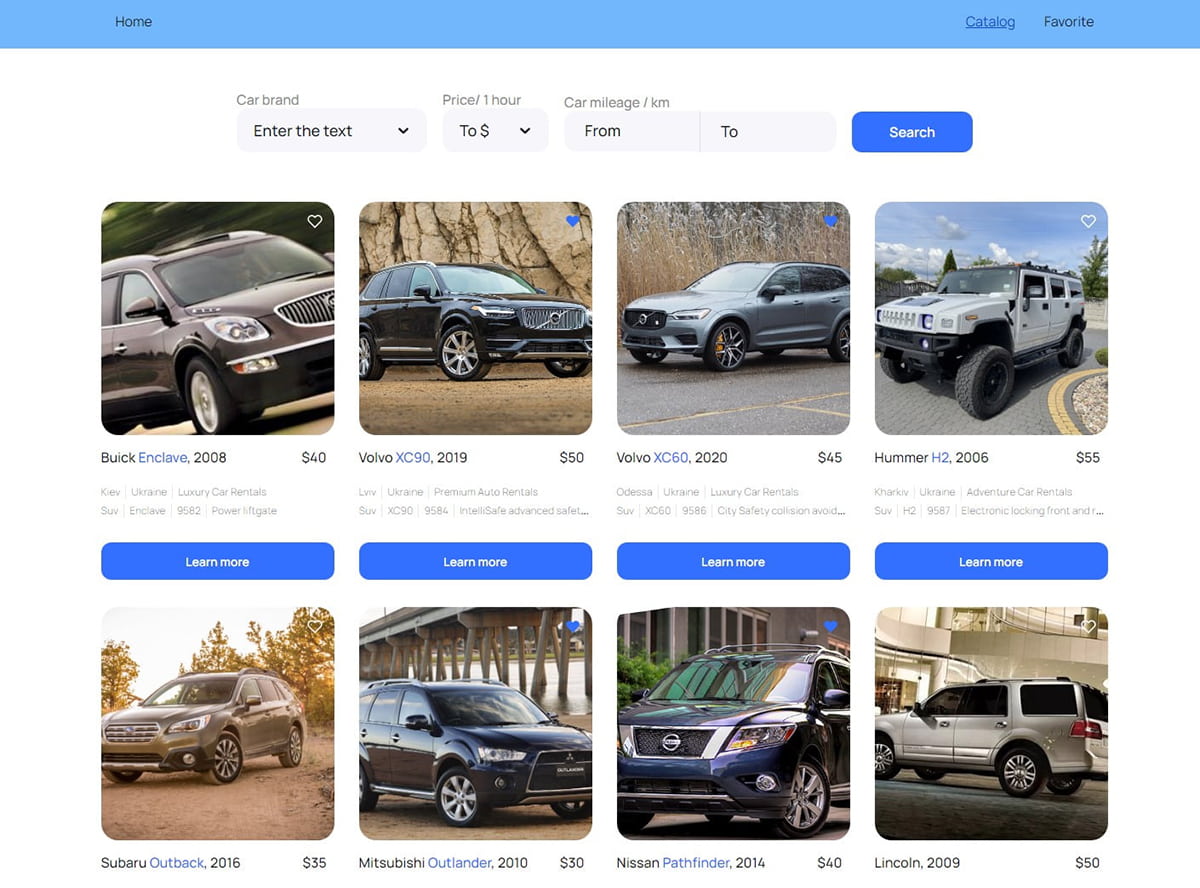 Home Catalog Favorite
Car brand Price/ 1 hour Car mileage / km
Enter the text To $ From To Search
Buick Enclave, 2008 $40
Kiev Ukraine Luxury Car Rentals
Suv Enclave 9582 Power liftgate
Learn more
Volvo XC90, 2019 $50
Lviv Ukraine Premium Auto Rentals
Suv XC90 9584 IntelliSafe advanced safet...
Learn more
Volvo XC60, 2020 $45
Odessa Ukraine Luxury Car Rentals
Suv XC60 9586 City Safety collision avoid...
Learn more
Hummer H2, 2006 $55
Kharkiv Ukraine Adventure Car Rentals
Suv H2 9587 Electronic locking front and r...
Learn more
Subaru Outback, 2016 $35
OUTLANDER
Mitsubishi Outlander, 2010 $30
NISSAN
Nissan Pathfinder, 2014 $40
Lincoln, 2009 $50